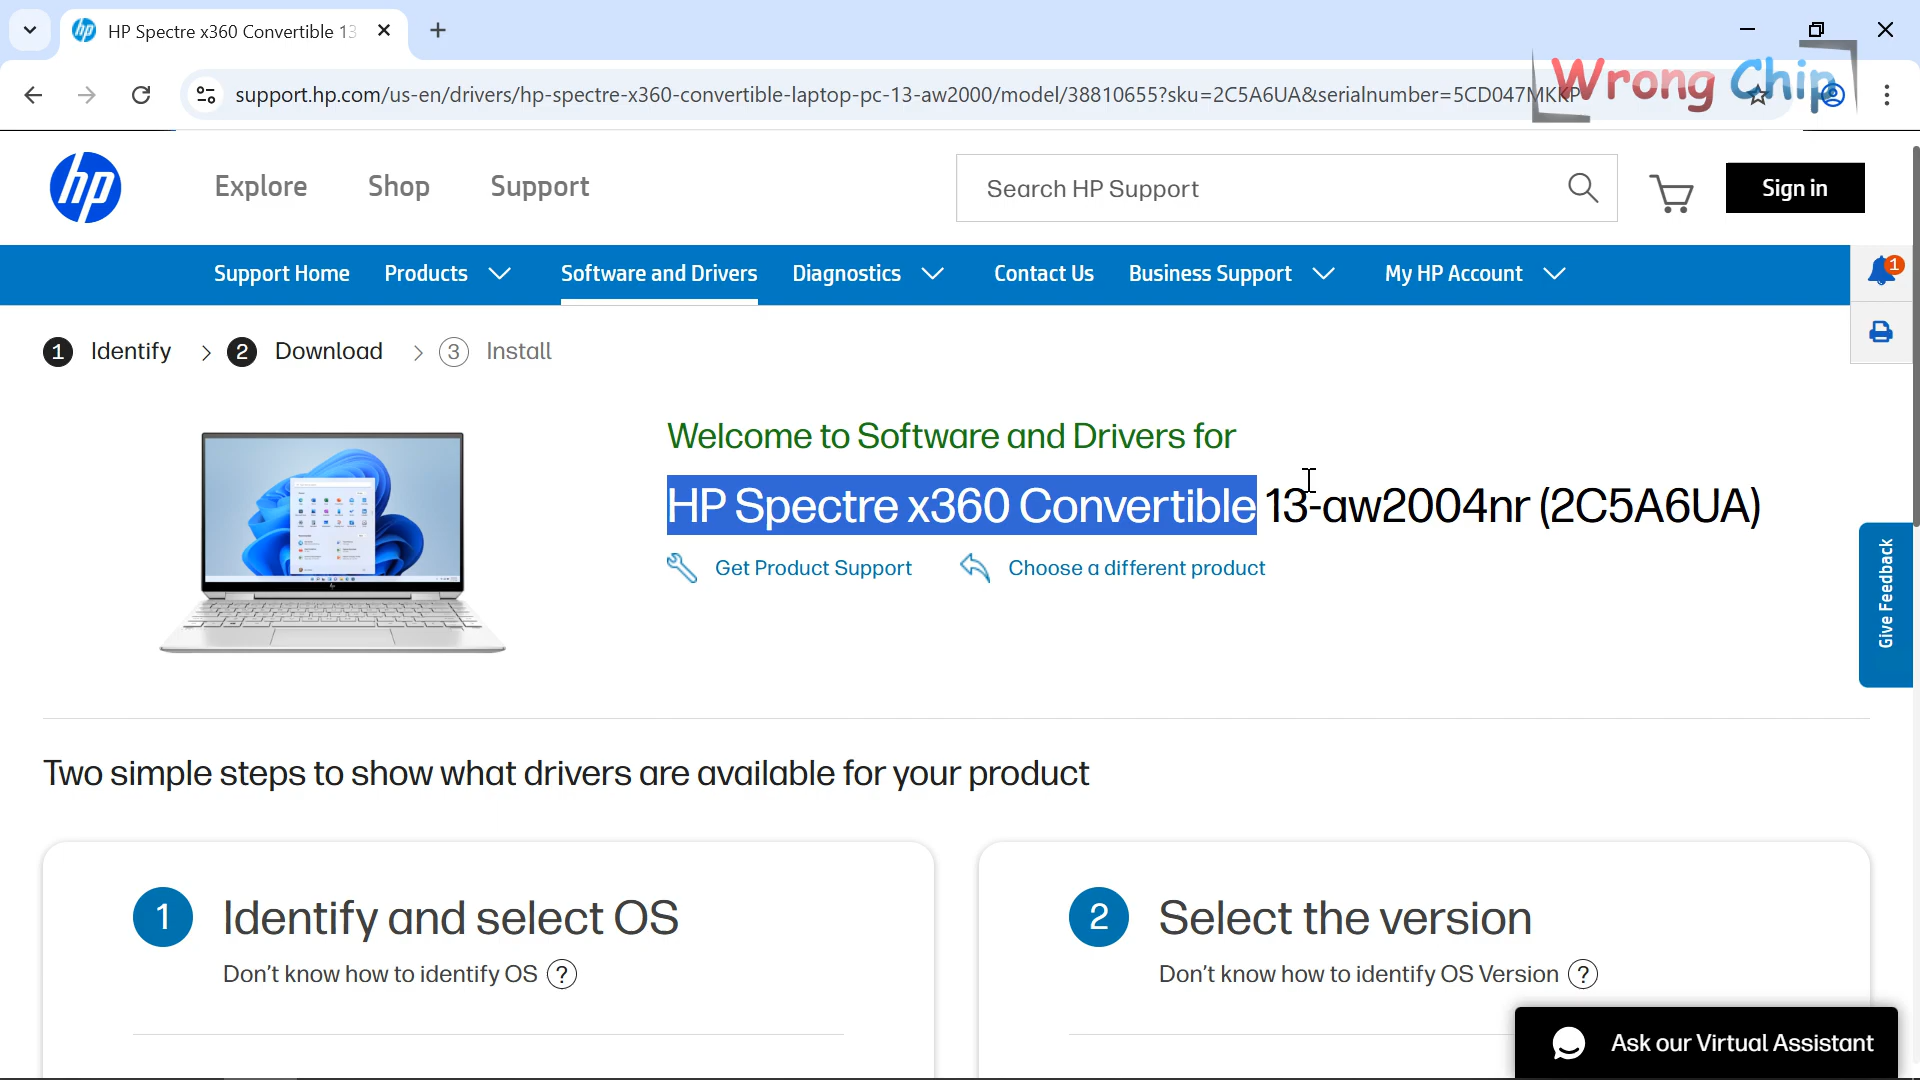 HP Spectre x360 Convertible 13
support.hp.com/us-en/drivers/hp-spectre-x360-convertible-laptop-pc-13-aw2000/model/38810655?sku=2C5A6UA&serialnumber=5CD047MKKP
Wrong Chip
hp
Explore
Shop
Support
Search HP Support
Sign in
Support Home
Products
Software and Drivers
Diagnostics
Contact Us
Business Support
My HP Account
1
1 Identify
2 Download
3 Install
Welcome to Software and Drivers for
HP Spectre x360 Convertible 13-aw2004nr (2C5A6UA)
Get Product Support
Choose a different product
Give Feedback
Two simple steps to show what drivers are available for your product
1 Identify and select OS
Don't know how to identify OS ?
2 Select the version
Don't know how to identify OS Version ?
Ask our Virtual Assistant